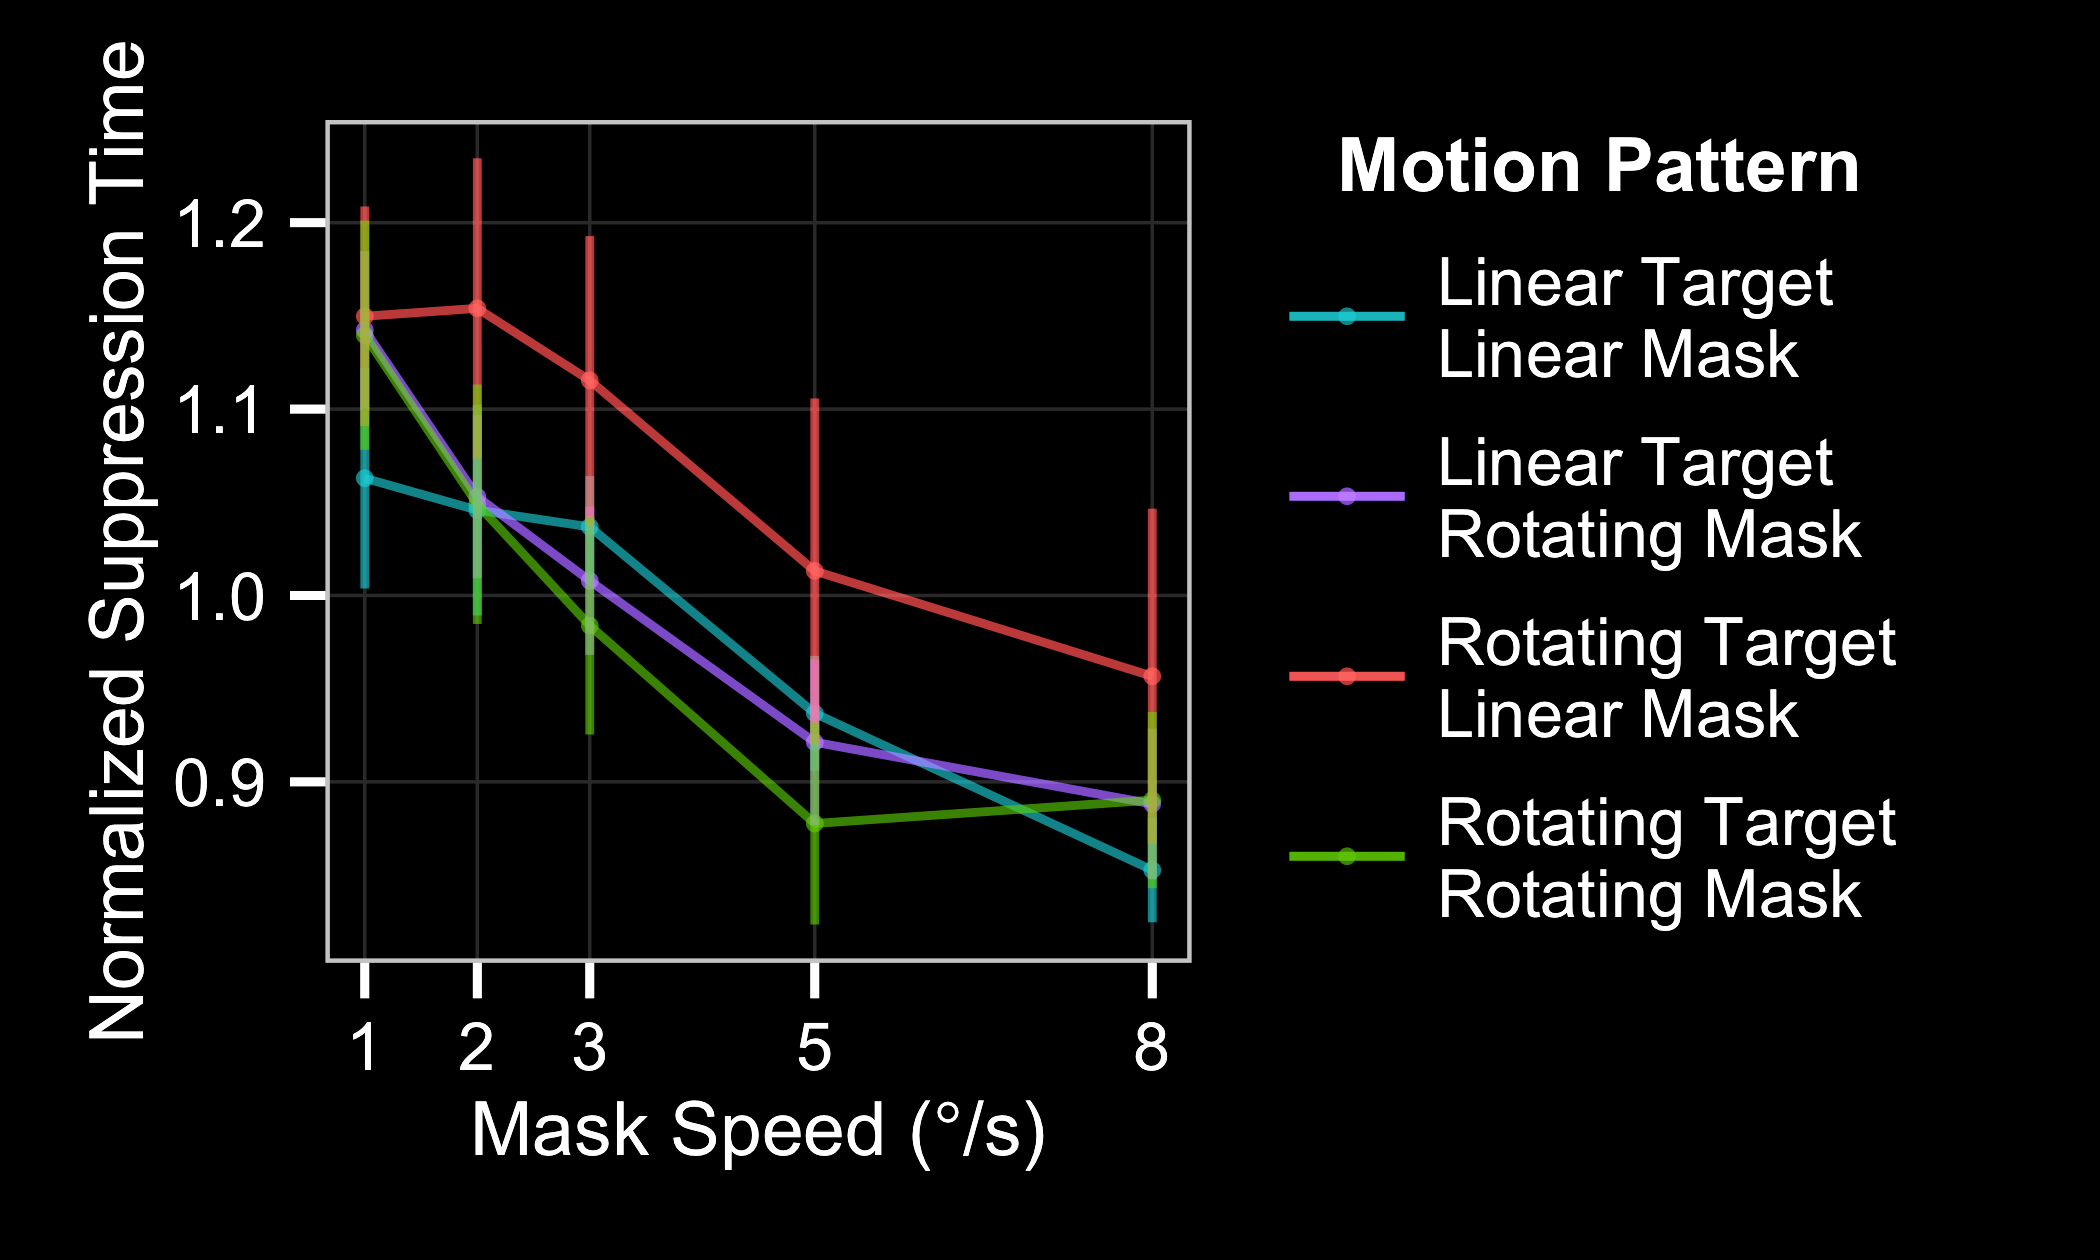 Normalized Suppression Time
1.2
1.1
1.0
0.9
1 2 3 5 8
Mask Speed (°/s)
Motion Pattern
Linear Target
Linear Mask
Linear Target
Rotating Mask
Rotating Target
Linear Mask
Rotating Target
Rotating Mask